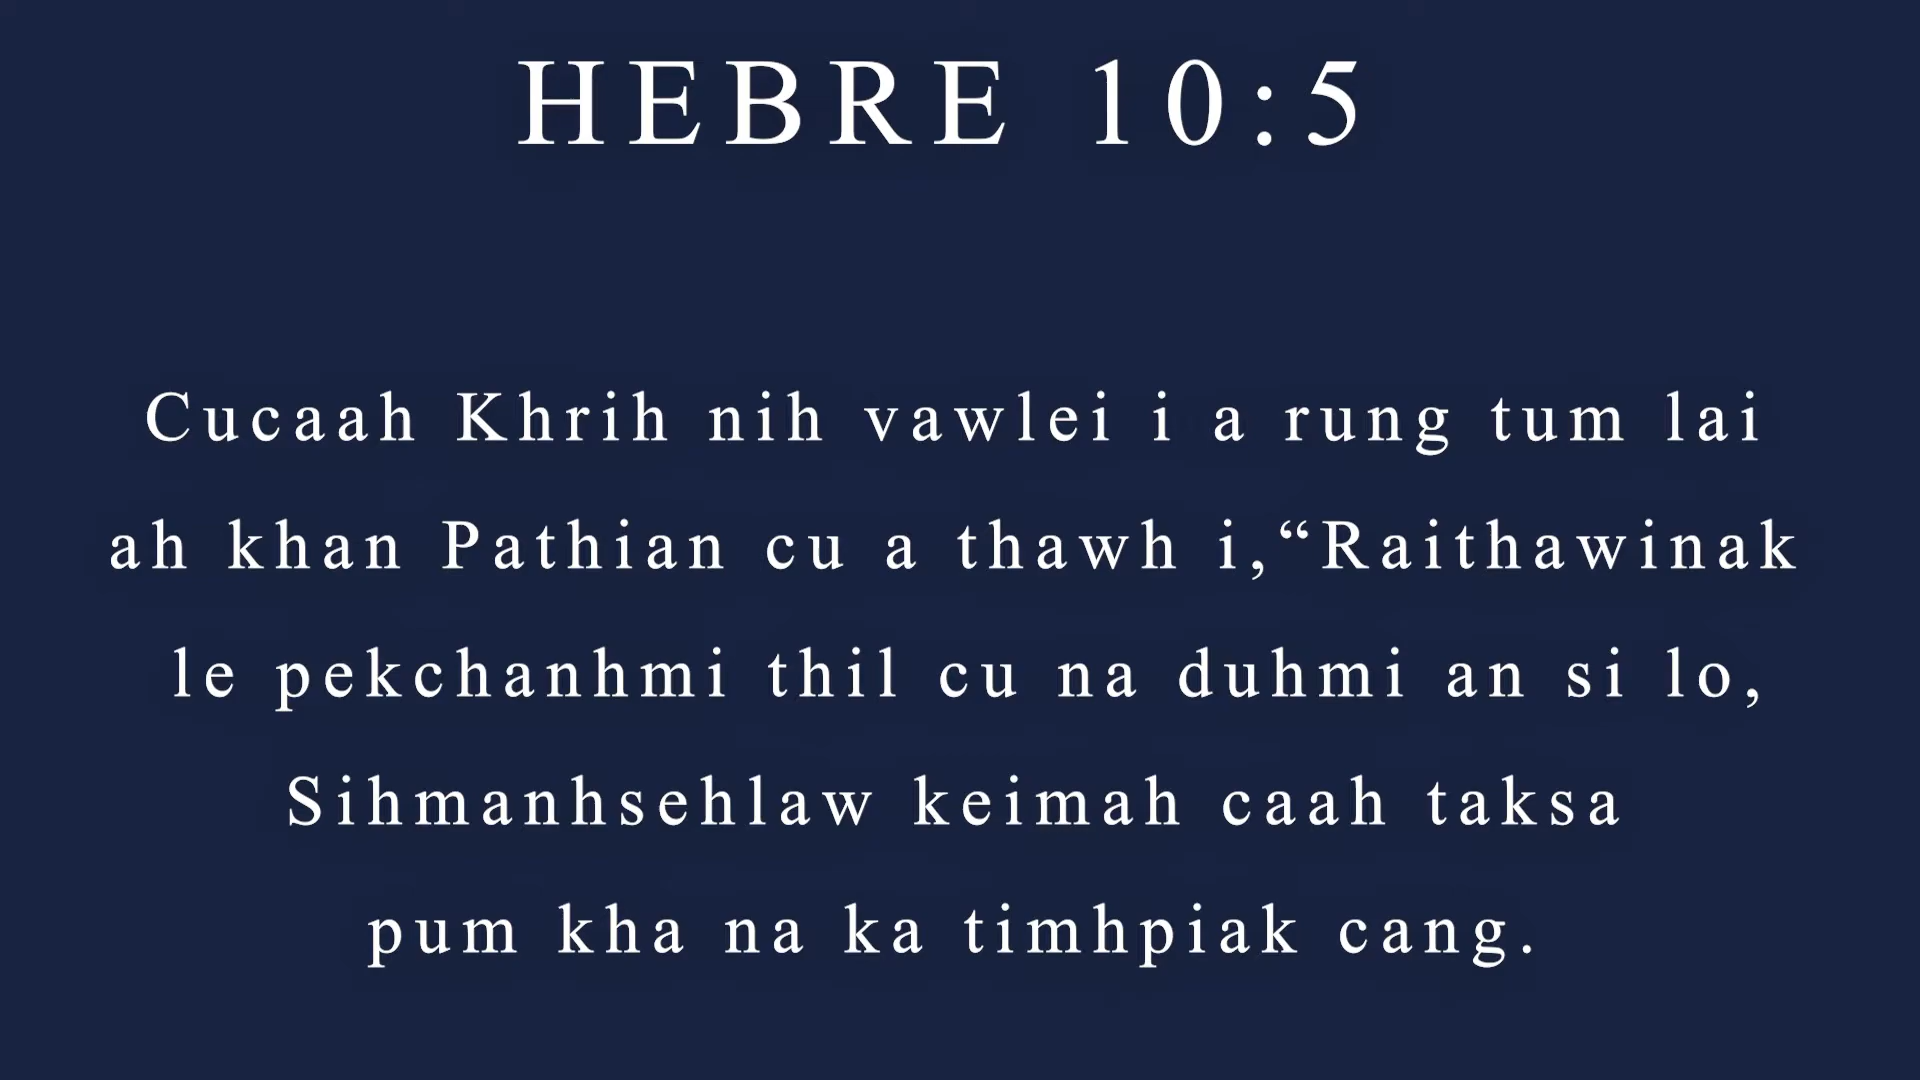 HEBRE 10:5
Cucaah Khrih nih vawlei i a rung tum lai
ah khan Pathian cu a thawh i,“Raithawinak
le pekchanhmi thil cu na duhmi an si lo,
Sihmanhsehlaw keimah caah taksa
pum kha na ka timhpiak cang.